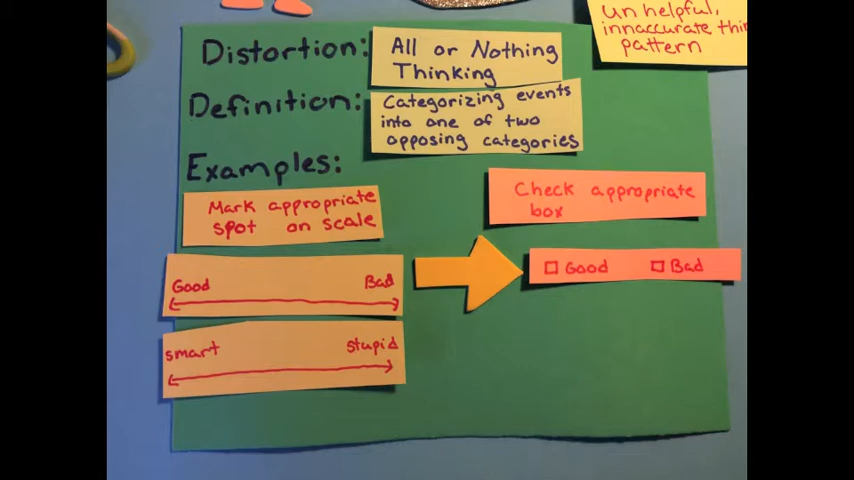 un helpful,
innaccurate
pattern
Distortion: All or Nothing
Thinking
Definition: Categorizing events
into one of two
opposing categories
Examples:
Mark appropriate
spot on scale
Check appropriate
box
Good Bad
Good Bad
smart stupid